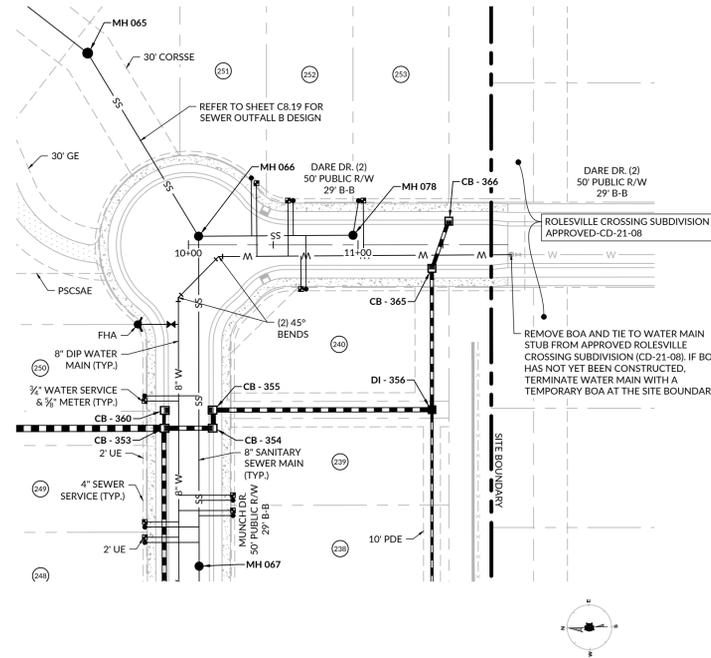 MH 065
30' CORSSE
251
252
253
REFER TO SHEET C8.19 FOR
SEWER OUTFALL B DESIGN
SS
30' GE
SS
MH 066
DARE DR. (2)
50' PUBLIC R/W
29' B-B
MH 078
CB - 366
DARE DR. (2)
50' PUBLIC R/W
29' B-B
ROLESVILLE CROSSING SUBDIVISION
APPROVED-CD-21-08
SS
10+00
11+00
W
W
W
W
W
W
PSCSAE
CB - 365
SS
(2) 45°
BENDS
FHA
8" DIP WATER
MAIN (TYP.)
240
REMOVE BOA AND TIE TO WATER MAIN
STUB FROM APPROVED ROLESVILLE
CROSSING SUBDIVISION (CD-21-08). IF BO
HAS NOT YET BEEN CONSTRUCTED,
TERMINATE WATER MAIN WITH A
TEMPORARY BOA AT THE SITE BOUNDAR
250
8" W
¾" WATER SERVICE
& ⅝" METER (TYP.)
CB - 355
DI - 356
SS
CB - 360
CB - 353
CB - 354
2' UE
8" SANITARY
SEWER MAIN
(TYP.)
SITE BOUNDARY
239
249
4" SEWER
SERVICE (TYP.)
8" W
SS
MUNCH DR.
50' PUBLIC R/W
29' B-B
2' UE
10' PDE
238
MH 067
248
E
N
S
W